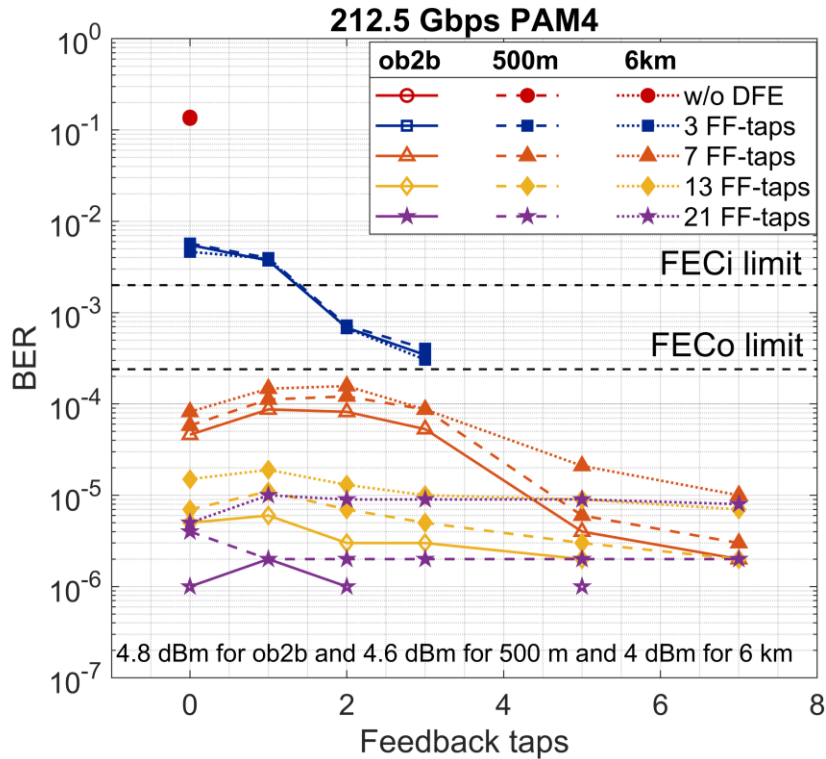 212.5 Gbps PAM4
ob2b 500m 6km
w/o DFE
3 FF-taps
7 FF-taps
13 FF-taps
21 FF-taps
FECi limit
FECo limit
4.8 dBm for ob2b and 4.6 dBm for 500 m and 4 dBm for 6 km
BER
10^0
10^-1
10^-2
10^-3
10^-4
10^-5
10^-6
10^-7
0 2 4 6 8
Feedback taps